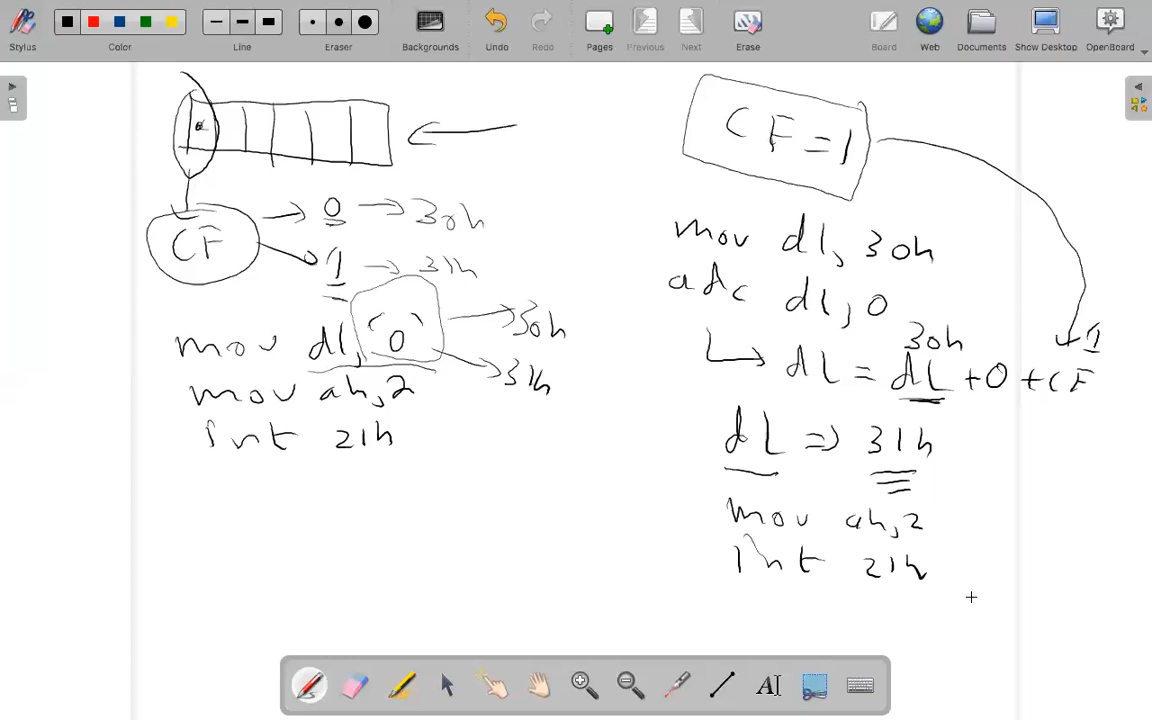 Stylus
Color
Line
Eraser
Backgrounds
Undo
Redo
Pages
Previous
Next
Erase
Board
Web
Documents
Show Desktop
OpenBoard
CF
0 → 30h
1 → 31h
mov dl, '0'
30h
31h
mov ah,2
int 21h
CF=1
mov dl, 30h
adc dl, 0
30h
1
dL = dL + 0 + CF
dL => 31h
mov ah,2
int 21h